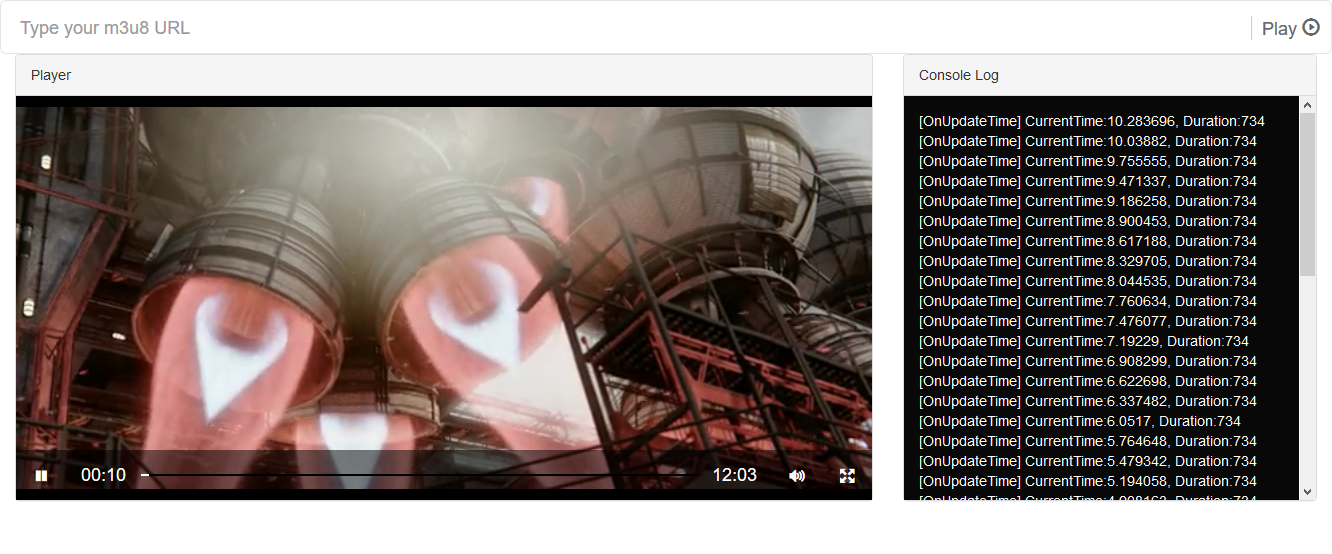 Type your m3u8 URL
Play
Player
Console Log
[OnUpdateTime] CurrentTime:10.283696, Duration:734
[OnUpdateTime] CurrentTime:10.03882, Duration:734
[OnUpdateTime] CurrentTime:9.755555, Duration:734
[OnUpdateTime] CurrentTime:9.471337, Duration:734
[OnUpdateTime] CurrentTime:9.186258, Duration:734
[OnUpdateTime] CurrentTime:8.900453, Duration:734
[OnUpdateTime] CurrentTime:8.617188, Duration:734
[OnUpdateTime] CurrentTime:8.329705, Duration:734
[OnUpdateTime] CurrentTime:8.044535, Duration:734
[OnUpdateTime] CurrentTime:7.760634, Duration:734
[OnUpdateTime] CurrentTime:7.476077, Duration:734
[OnUpdateTime] CurrentTime:7.19229, Duration:734
[OnUpdateTime] CurrentTime:6.908299, Duration:734
[OnUpdateTime] CurrentTime:6.622698, Duration:734
[OnUpdateTime] CurrentTime:6.337482, Duration:734
[OnUpdateTime] CurrentTime:6.0517, Duration:734
[OnUpdateTime] CurrentTime:5.764648, Duration:734
[OnUpdateTime] CurrentTime:5.479342, Duration:734
[OnUpdateTime] CurrentTime:5.194058, Duration:734
[OnUpdateTime]
00:10
12:03